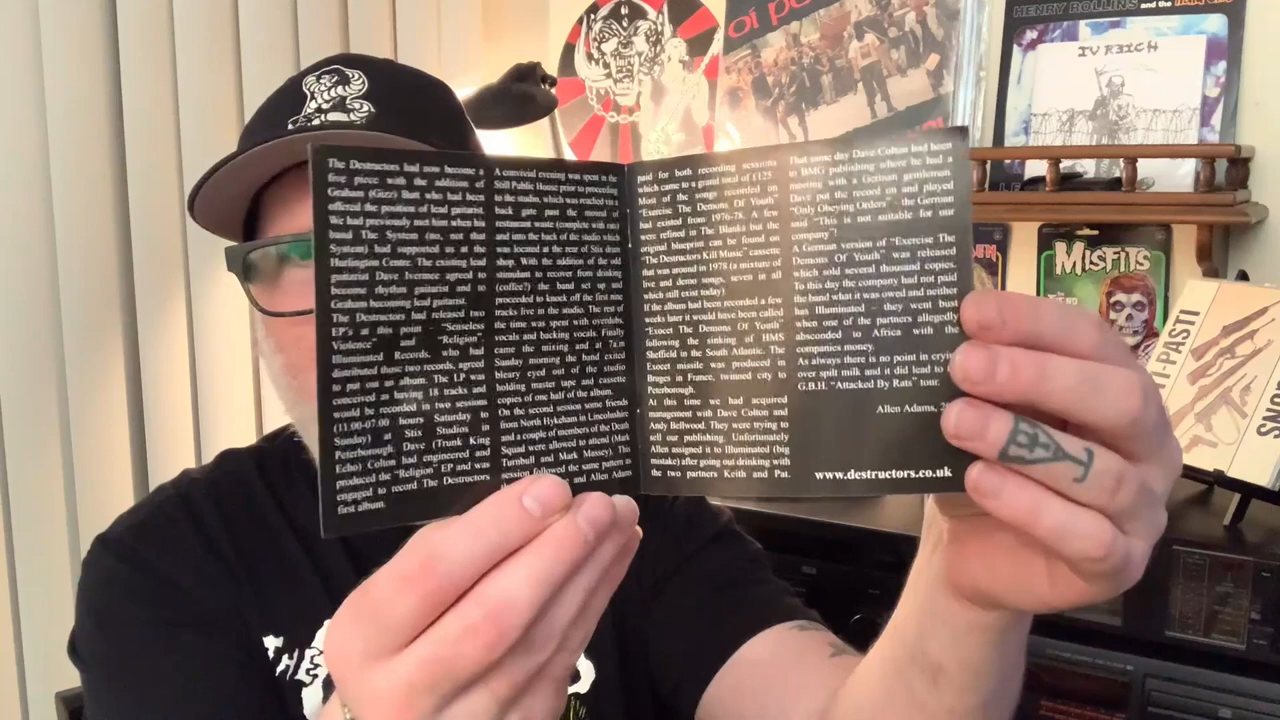 HENRY ROLLINS and the
oi po
IV REICH
MISFITS
The Destructors had now become a
five piece with the addition of
Graham (Gizz) Butt who had been
offered the position of lead guitarist.
We had previously met him when his
band The System (no, not that
System) had supported us at the
Hurlington Centre. The existing lead
guitarist Dave Ivermee agreed to
become rhythm guitarist and to
Graham becoming lead guitarist.
The Destructors had released two
EP's at this point – "Senseless
Violence" and "Religion".
Illuminated Records, who had
distributed those two records, agreed
to put out an album. The LP was
conceived as having 18 tracks and
would be recorded in two sessions
(11.00-07.00 hours Saturday to
Sunday) at Stix Studios in
Peterborough. Dave (Trunk King
Echo) Colton had engineered and
produced the "Religion" EP and was
engaged to record The Destructors
first album.
A convivial evening was spent in the
Still Public House prior to proceeding
to the studio, which was reached via a
back gate past the mound of
restaurant waste (complete with rats)
and into the back of the studio which
was located at the rear of Stix drum
shop. With the addition of the odd
stimulant to recover from drinking
(coffee?) the band set up and
proceeded to knock off the first nine
tracks live in the studio. The rest of
the time was spent with overdubs,
vocals and backing vocals. Finally
came the mixing and at 7a.m
Sunday morning the band exited
bleary eyed out of the studio
holding master tape and cassette
copies of one half of the album.
On the second session some friends
from North Hykeham in Lincolnshire
and a couple of members of the Death
Squad were allowed to attend (Mark
Turnbull and Mark Massey). This
session followed the same pattern as
and Allen Adams
paid for both recording sessions
which came to a grand total of £125.
Most of the songs recorded on
"Exercise The Demons Of Youth"
had existed from 1976-78. A few
were refined in The Blanks but the
original blueprint can be found on
"The Destructors Kill Music" cassette
that was around in 1978 (a mixture of
live and demo songs, seven in all
which still exist today).
If the album had been recorded a few
weeks later it would have been called
"Exocet The Demons Of Youth"
following the sinking of HMS
Sheffield in the South Atlantic. The
Exocet missile was produced in
Bruges in France, twinned city to
Peterborough.
At this time we had acquired
management with Dave Colton and
Andy Bellwood. They were trying to
sell our publishing. Unfortunately
Allen assigned it to Illuminated (big
mistake) after going out drinking with
the two partners Keith and Pat.
That same day Dave Colton had been
to BMG publishing where he had a
meeting with a German gentleman.
Dave put the record on and played
"Only Obeying Orders" – the German
said "This is not suitable for our
company"!
A German version of "Exercise The
Demons Of Youth" was released
which sold several thousand copies.
To this day the company had not paid
the band what it was owed and neither
has Illuminated – they went bust
when one of the partners allegedly
absconded to Africa with the
companies money.
As always there is no point in cryin
over spilt milk and it did lead to
G.B.H. "Attacked By Rats" tour.
Allen Adams, 2
www.destructors.co.uk
I-PASTI
SNO
THE